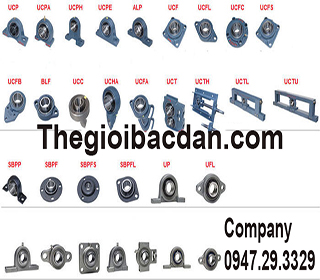 UCP UCPA UCPH UCPE ALP UCF UCFL UCFC UCFS
UCFB BLF UCC UCHA UCFA UCT UCTH UCTL UCTU
Thegioibacdan.com
SBPP SBPF SBPFS SBPFL UP UFL
Company
0947.29.3329